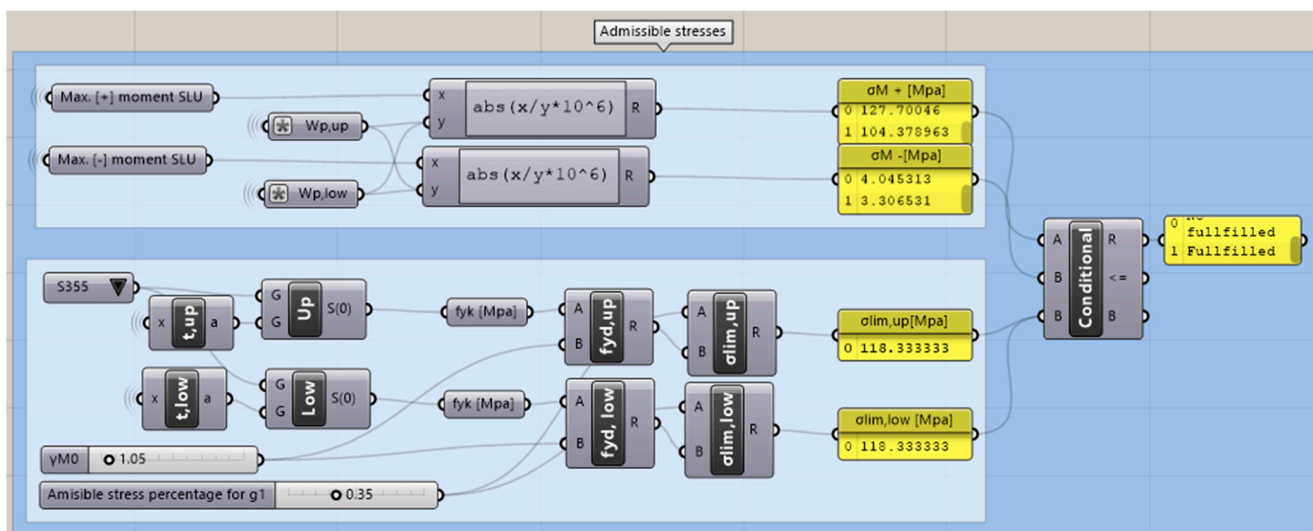 Admissible stresses
Max. [+] moment SLU
Wp,up
x
y
abs(x/y*10^6)
R
σM + [Mpa]
0 127.70046
1 104.378963
Max. [-] moment SLU
Wp,low
x
y
abs(x/y*10^6)
R
σM -[Mpa]
0 4.045313
1 3.306531
A
B
B
Conditional
R
<=
B
0 No
fullfilled
1 Fullfilled
S355
x
t,up
a
G
G
Up
S(0)
fyk [Mpa]
A
B
fyd,up
R
A
B
σlim,up
R
σlim,up[Mpa]
0 118.333333
x
t,low
a
G
G
Low
S(0)
fyk [Mpa]
A
B
fyd, low
R
A
B
σlim,low
R
σlim,low [Mpa]
0 118.333333
γM0
1.05
Amisible stress percentage for g1
0.35